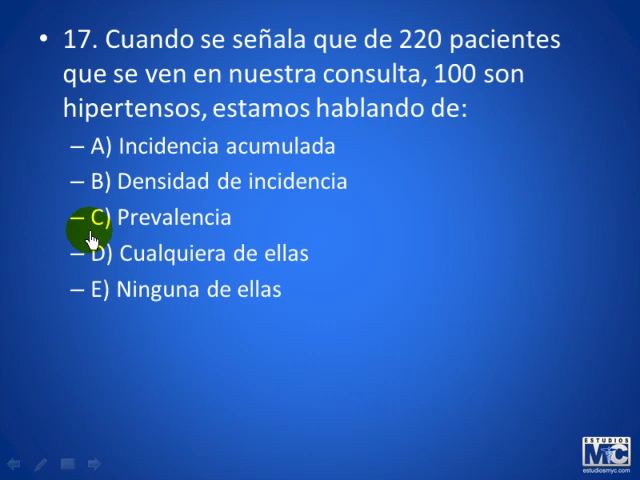 • 17. Cuando se señala que de 220 pacientes
que se ven en nuestra consulta, 100 son
hipertensos, estamos hablando de:
– A) Incidencia acumulada
– B) Densidad de incidencia
– C) Prevalencia
– D) Cualquiera de ellas
– E) Ninguna de ellas
ESTUDIOS
MyC
estudiosmyc.com